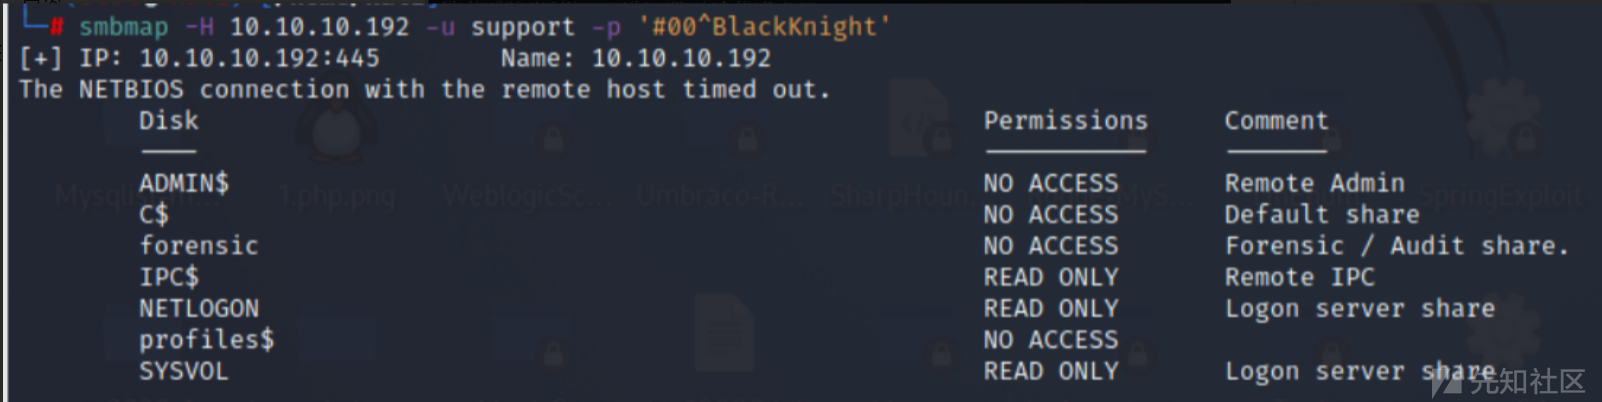 └─# smbmap -H 10.10.10.192 -u support -p '#00^BlackKnight'
[+] IP: 10.10.10.192:445 Name: 10.10.10.192
The NETBIOS connection with the remote host timed out.
Disk Permissions Comment
---- ----------- -------
ADMIN$ NO ACCESS Remote Admin
C$ NO ACCESS Default share
forensic NO ACCESS Forensic / Audit share.
IPC$ READ ONLY Remote IPC
NETLOGON READ ONLY Logon server share
profiles$ NO ACCESS
SYSVOL READ ONLY Logon server share
Mysql 1.php.png WeblogicSc... Umbraco-R... SharpHoun. MyS... SpringExploit
先知社区